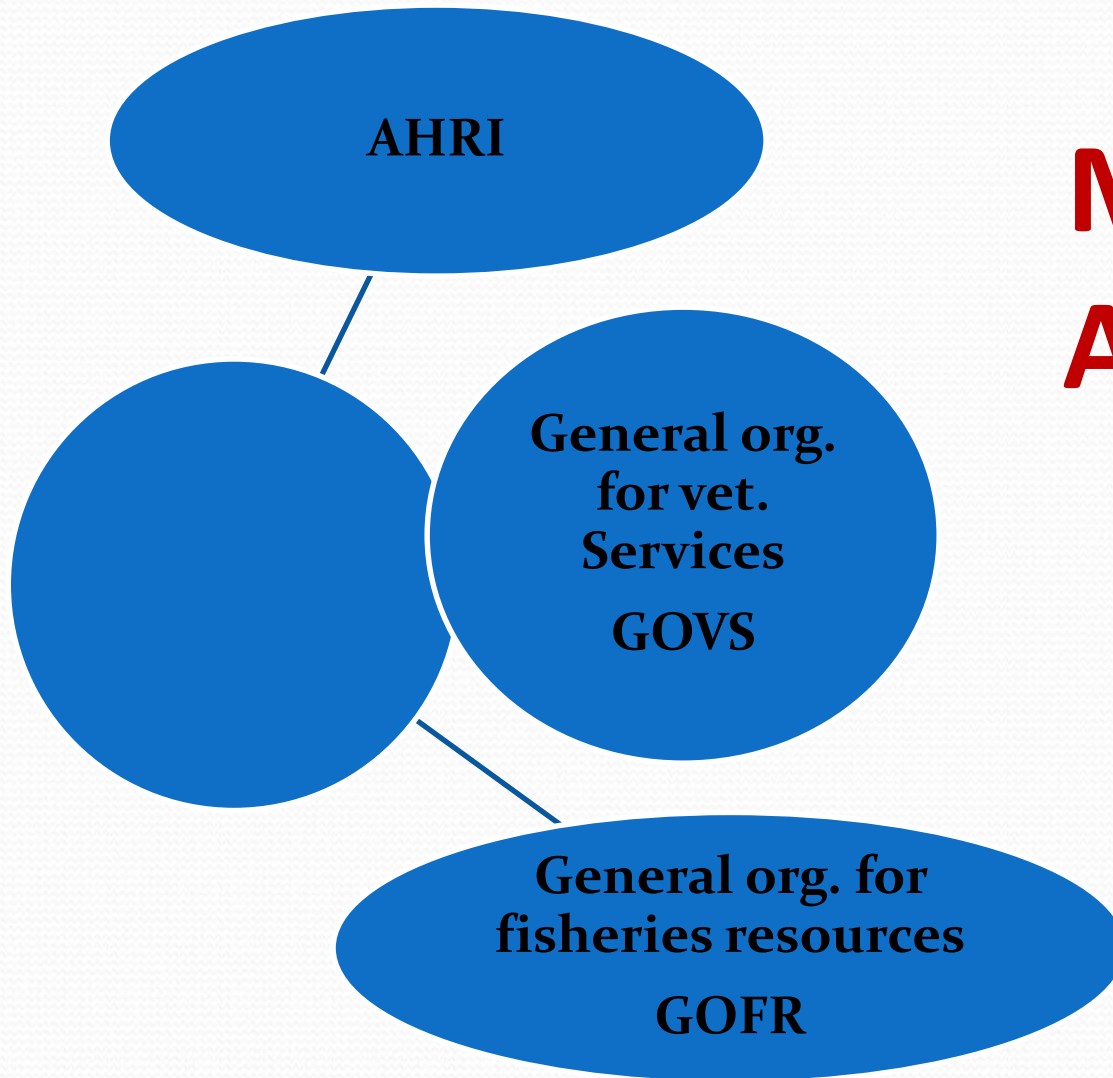 AHRI
M
A
General org.
for vet.
Services
GOVS
General org. for
fisheries resources
GOFR